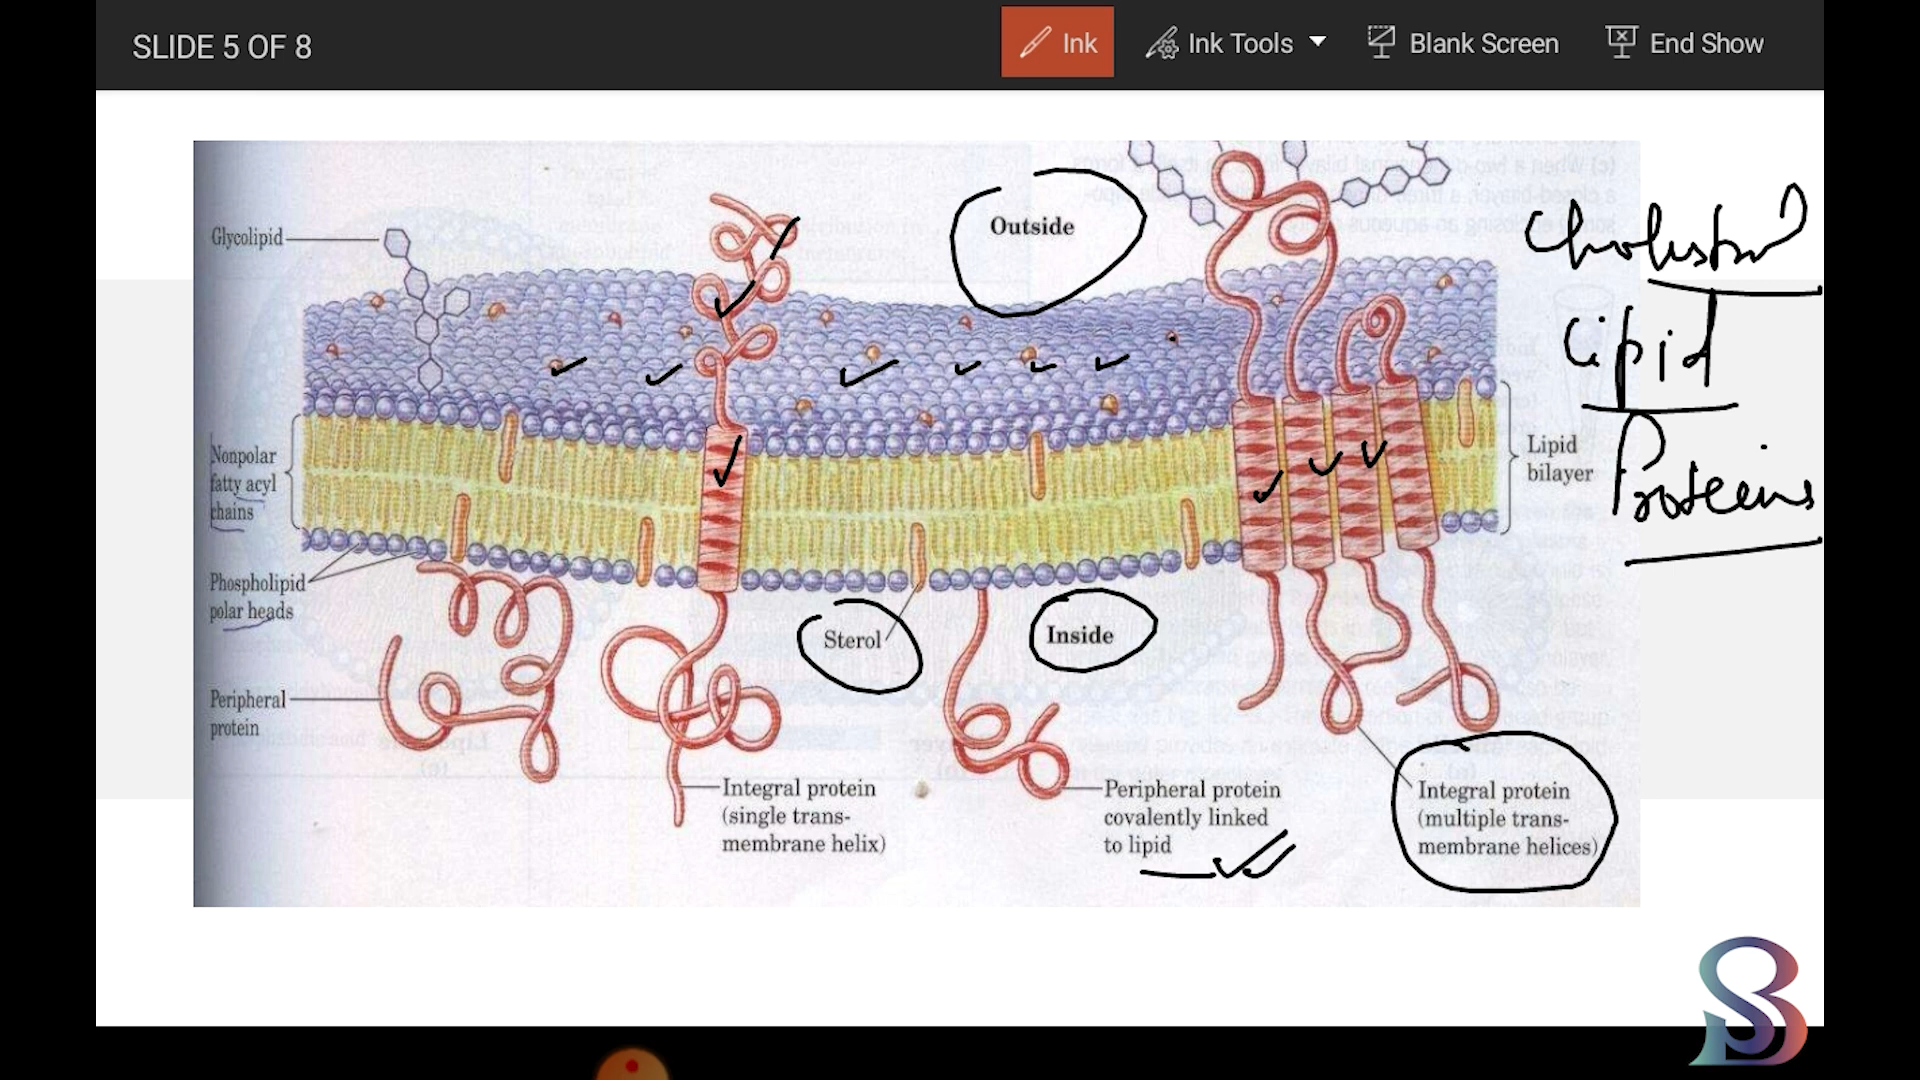 SLIDE 5 OF 8
Ink
Ink Tools
Blank Screen
End Show
Outside
Glycolipid
Lipid
Proteins
Nonpolar
fatty acyl
chains
Lipid
bilayer
Phospholipid
polar heads
Sterol
Inside
Peripheral
protein
Integral protein
(single trans-
membrane helix)
Peripheral protein
covalently linked
to lipid
Integral protein
(multiple trans-
membrane helices)